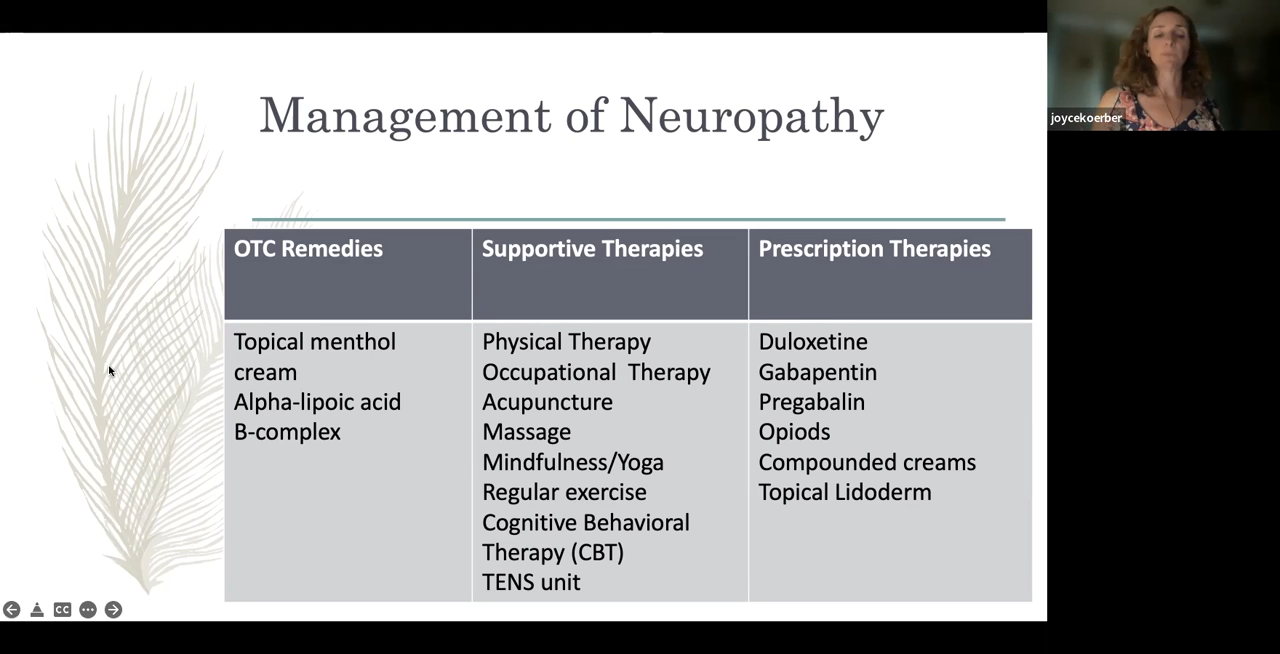 Management of Neuropathy
joycekoerber
OTC Remedies
Supportive Therapies
Prescription Therapies
Topical menthol
cream
Alpha-lipoic acid
B-complex
Physical Therapy
Occupational  Therapy
Acupuncture
Massage
Mindfulness/Yoga
Regular exercise
Cognitive Behavioral
Therapy (CBT)
TENS unit
Duloxetine
Gabapentin
Pregabalin
Opiods
Compounded creams
Topical Lidoderm
CC